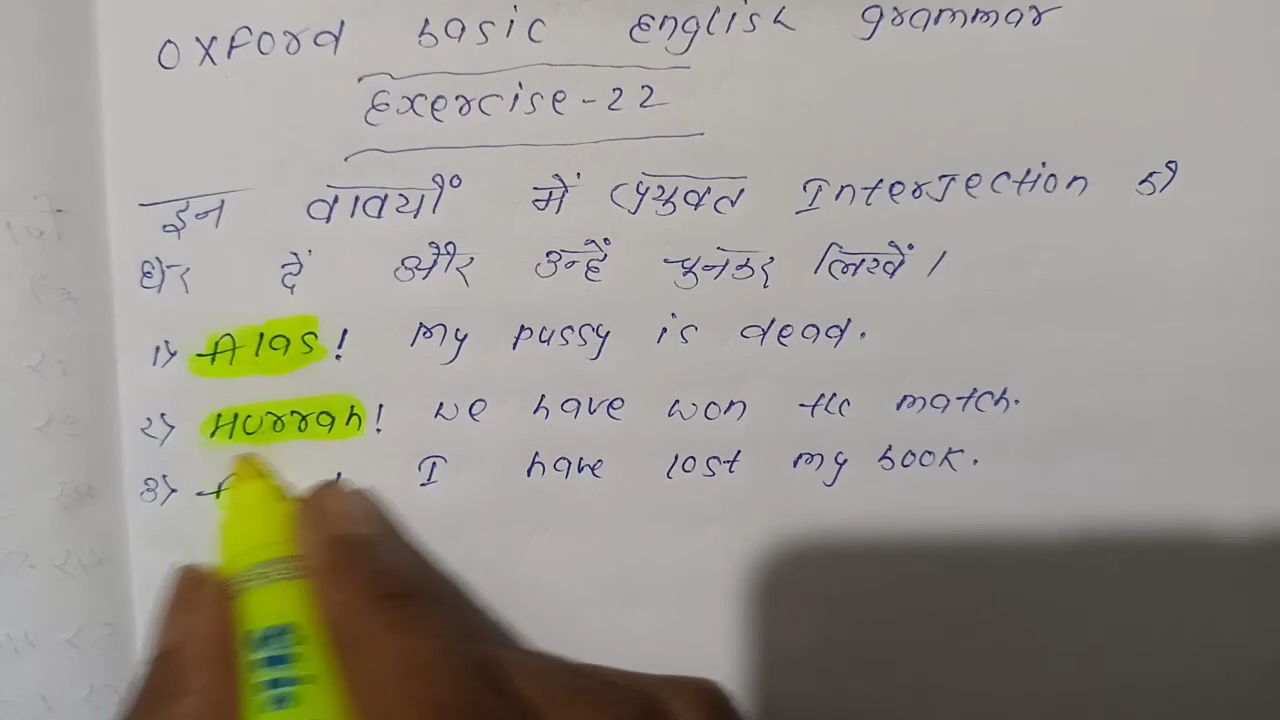 Oxford basic English grammar
Exercise-22
इन वाक्यों में प्रयुक्त Interjection को
घेर दें और उन्हें चुनकर लिखें।
1) Alas! My pussy is dead.
2) Hurrah! we have won the match.
3) I have lost my book.